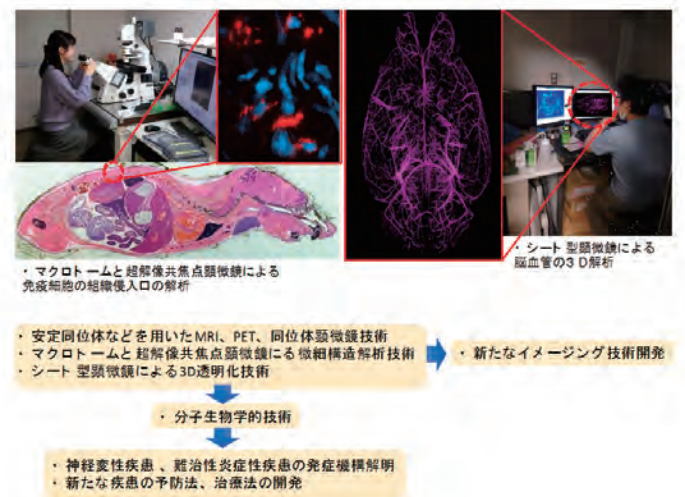 ・ マクロトームと超解像共焦点顕微鏡による
免疫細胞の組織侵入口の解析
・ シート 型顕微鏡による
脳血管の3 D解析
・ 安定同位体などを用いたMRI、PET、同位体顕微鏡技術
・ マクロトームと超解像共焦点顕微鏡にる微細構造解析技術
・ シート 型顕微鏡による3D透明化技術
・ 新たなイメージング技術開発
・ 分子生物学的技術
・ 神経変性疾患 、難治性炎症性疾患の発症機構解明
・ 新たな疾患の予防法、治療法の開発